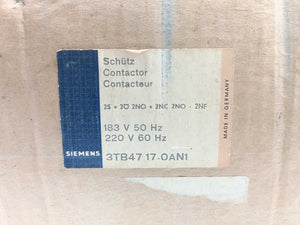 Schütz
Contactor
Contacteur
2S + 2Ö 2NO + 2NC 2NO - 2NF
183 V 50 Hz
220 V 60 Hz
SIEMENS
3TB47 17-0AN1
MADE IN GERMANY